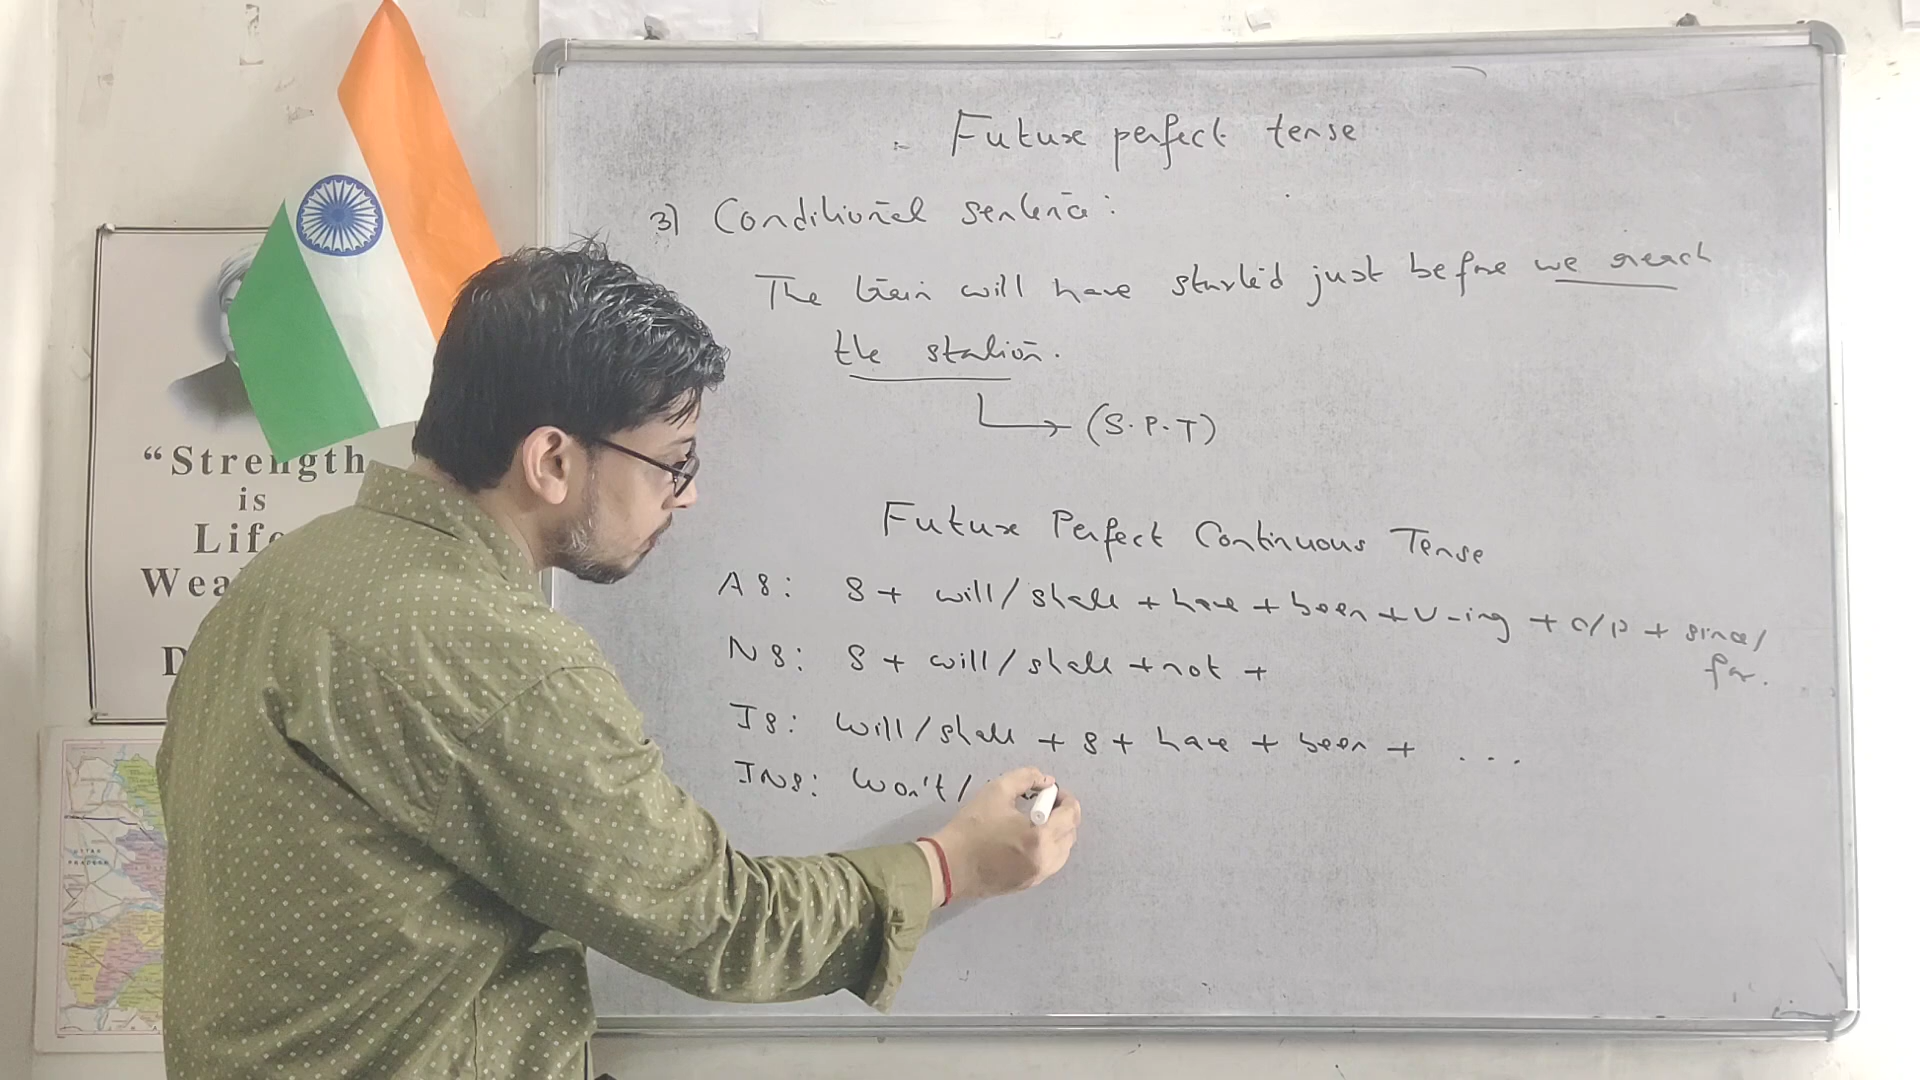 Future perfect tense
3) Conditional sentence:
The train will have started just before we reach
the station.
(S.P.T)
Future Perfect Continuous Tense
AS: S + will/shall + have + been + V-ing + O/P + since/
for.
NS: S + will/shall + not +
IS: will/shall + S + have + been + ...
INS: Won't/
"Strength
is
Life
Wea
D
UTTAR
PRADESH